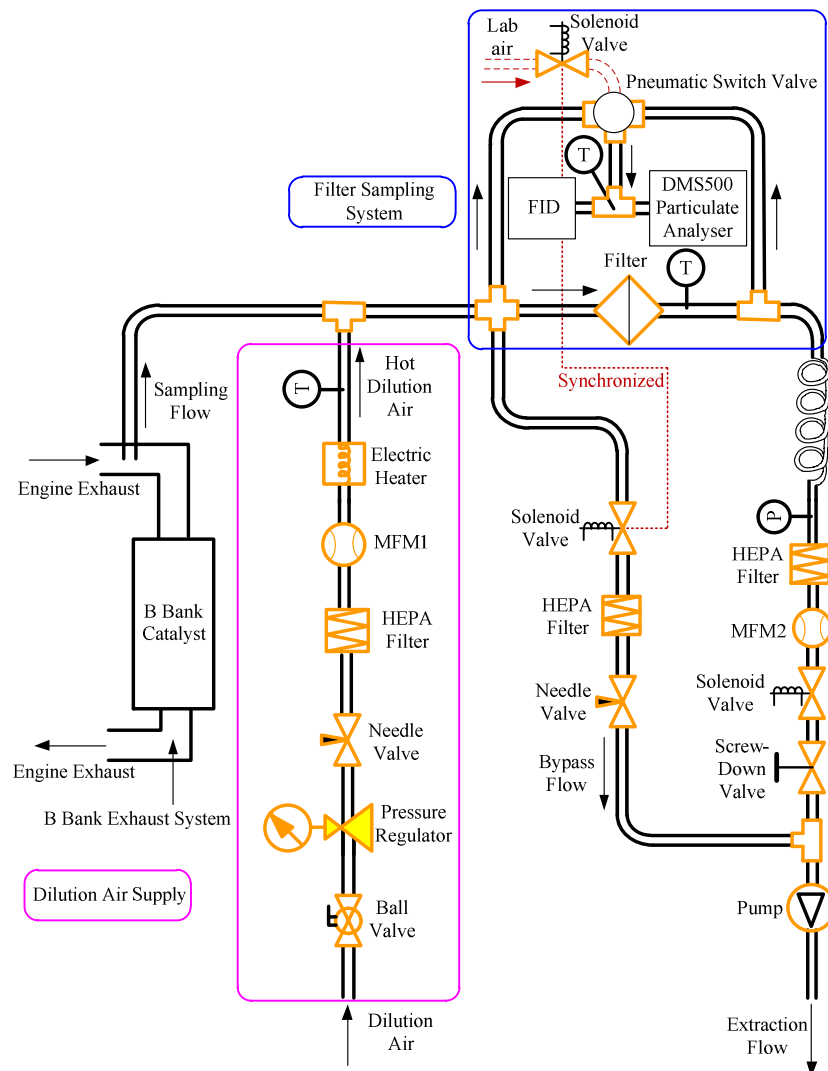 Lab
air
Solenoid
Valve
Pneumatic Switch Valve
T
FID
DMS500
Particulate
Analyser
Filter Sampling
System
Filter
T
Hot
Dilution
Air
Synchronized
T
Sampling
Flow
Engine Exhaust
Electric
Heater
Solenoid
Valve
P
MFM1
HEPA
Filter
B Bank
Catalyst
HEPA
Filter
HEPA
Filter
MFM2
Needle
Valve
Solenoid
Valve
Needle
Valve
Screw-
Down
Valve
Engine Exhaust
Bypass
Flow
B Bank Exhaust System
Pressure
Regulator
Dilution Air Supply
Ball
Valve
Pump
Dilution
Air
Extraction
Flow